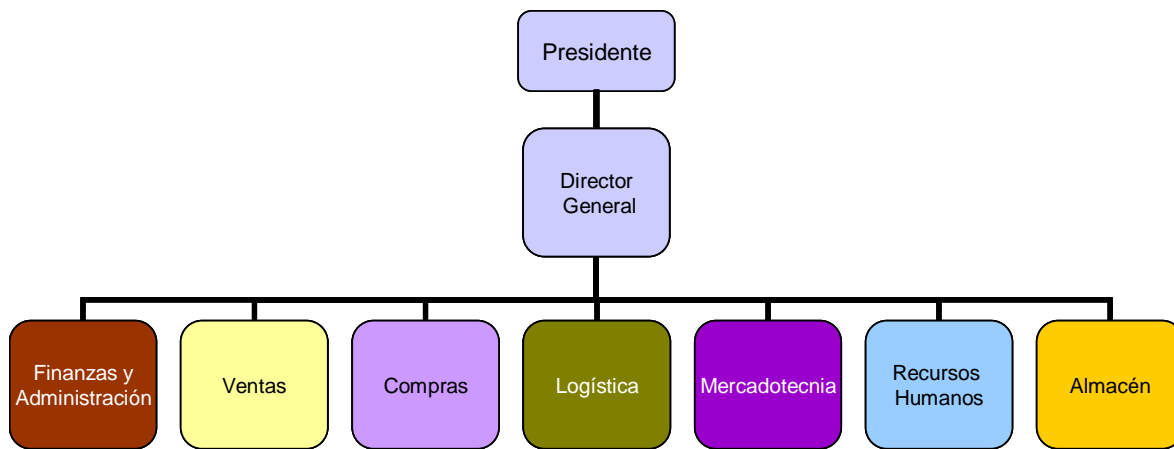 Presidente
Director
General
Finanzas y
Administración
Ventas
Compras
Logística
Mercadotecnia
Recursos
Humanos
Almacén